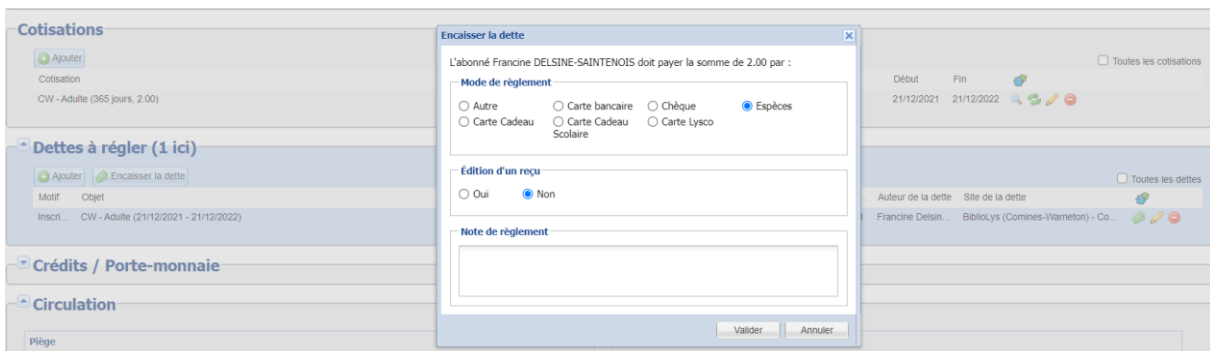 Cotisations
Ajouter
Toutes les cotisations
Cotisation
Début Fin
CW - Adulte (365 jours, 2.00)
21/12/2021 21/12/2022
Dettes à régler (1 ici)
Ajouter Encaisser la dette
Toutes les dettes
Motif Objet
Auteur de la dette Site de la dette
Inscri... CW - Adulte (21/12/2021 - 21/12/2022)
Francine Delsin... BiblioLys (Comines-Warneton) - Co...
Crédits / Porte-monnaie
Circulation
Piège
Encaisser la dette
L'abonné Francine DELSINE-SAINTENOIS doit payer la somme de 2.00 par :
Mode de règlement
Autre Carte bancaire Chèque Espèces
Carte Cadeau Carte Cadeau Scolaire Carte Lysco
Édition d'un reçu
Oui Non
Note de règlement
Valider Annuler